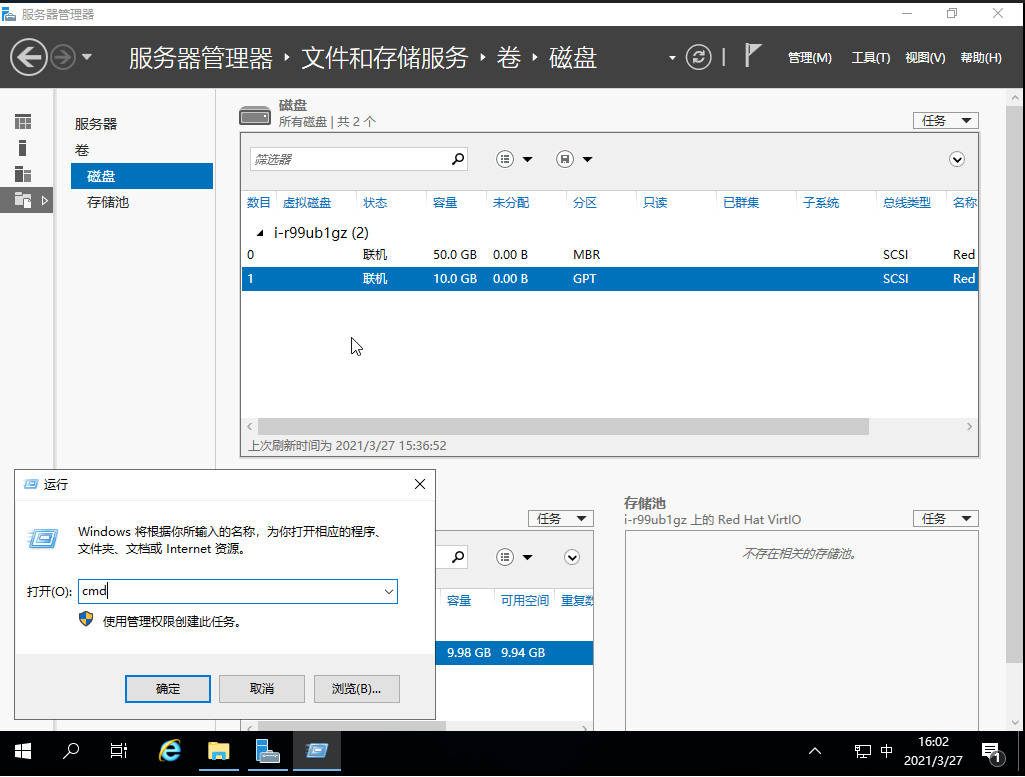 服务器管理器
服务器管理器 文件和存储服务 卷 磁盘 管理(M) 工具(T) 视图(V) 帮助(H)
服务器
卷
磁盘
存储池
磁盘
所有磁盘 | 共 2 个
任务
筛选器
数目 虚拟磁盘 状态 容量 未分配 分区 只读 已群集 子系统 总线类型 名称
i-r99ub1gz (2)
0 联机 50.0 GB 0.00 B MBR SCSI Red
1 联机 10.0 GB 0.00 B GPT SCSI Red
上次刷新时间为 2021/3/27 15:36:52
运行
Windows 将根据你所输入的名称，为你打开相应的程序、
文件夹、文档或 Internet 资源。
打开(O): cmd
使用管理权限创建此任务。
确定 取消 浏览(B)...
任务
容量 可用空间 重复数
9.98 GB 9.94 GB
存储池
i-r99ub1gz 上的 Red Hat VirtIO
任务
不存在相关的存储池。
中
16:02
2021/3/27
1